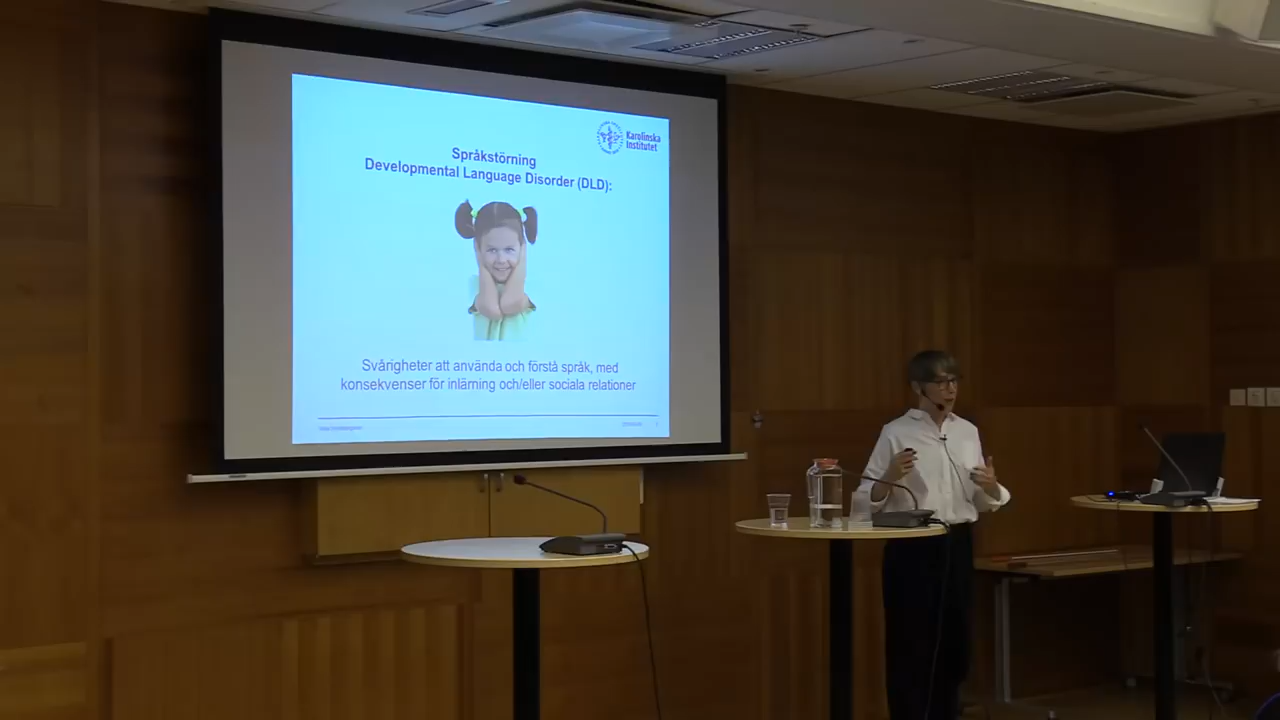 Karolinska
Institutet
Språkstörning
Developmental Language Disorder (DLD):
Svårigheter att använda och förstå språk, med
konsekvenser för inlärning och/eller sociala relationer